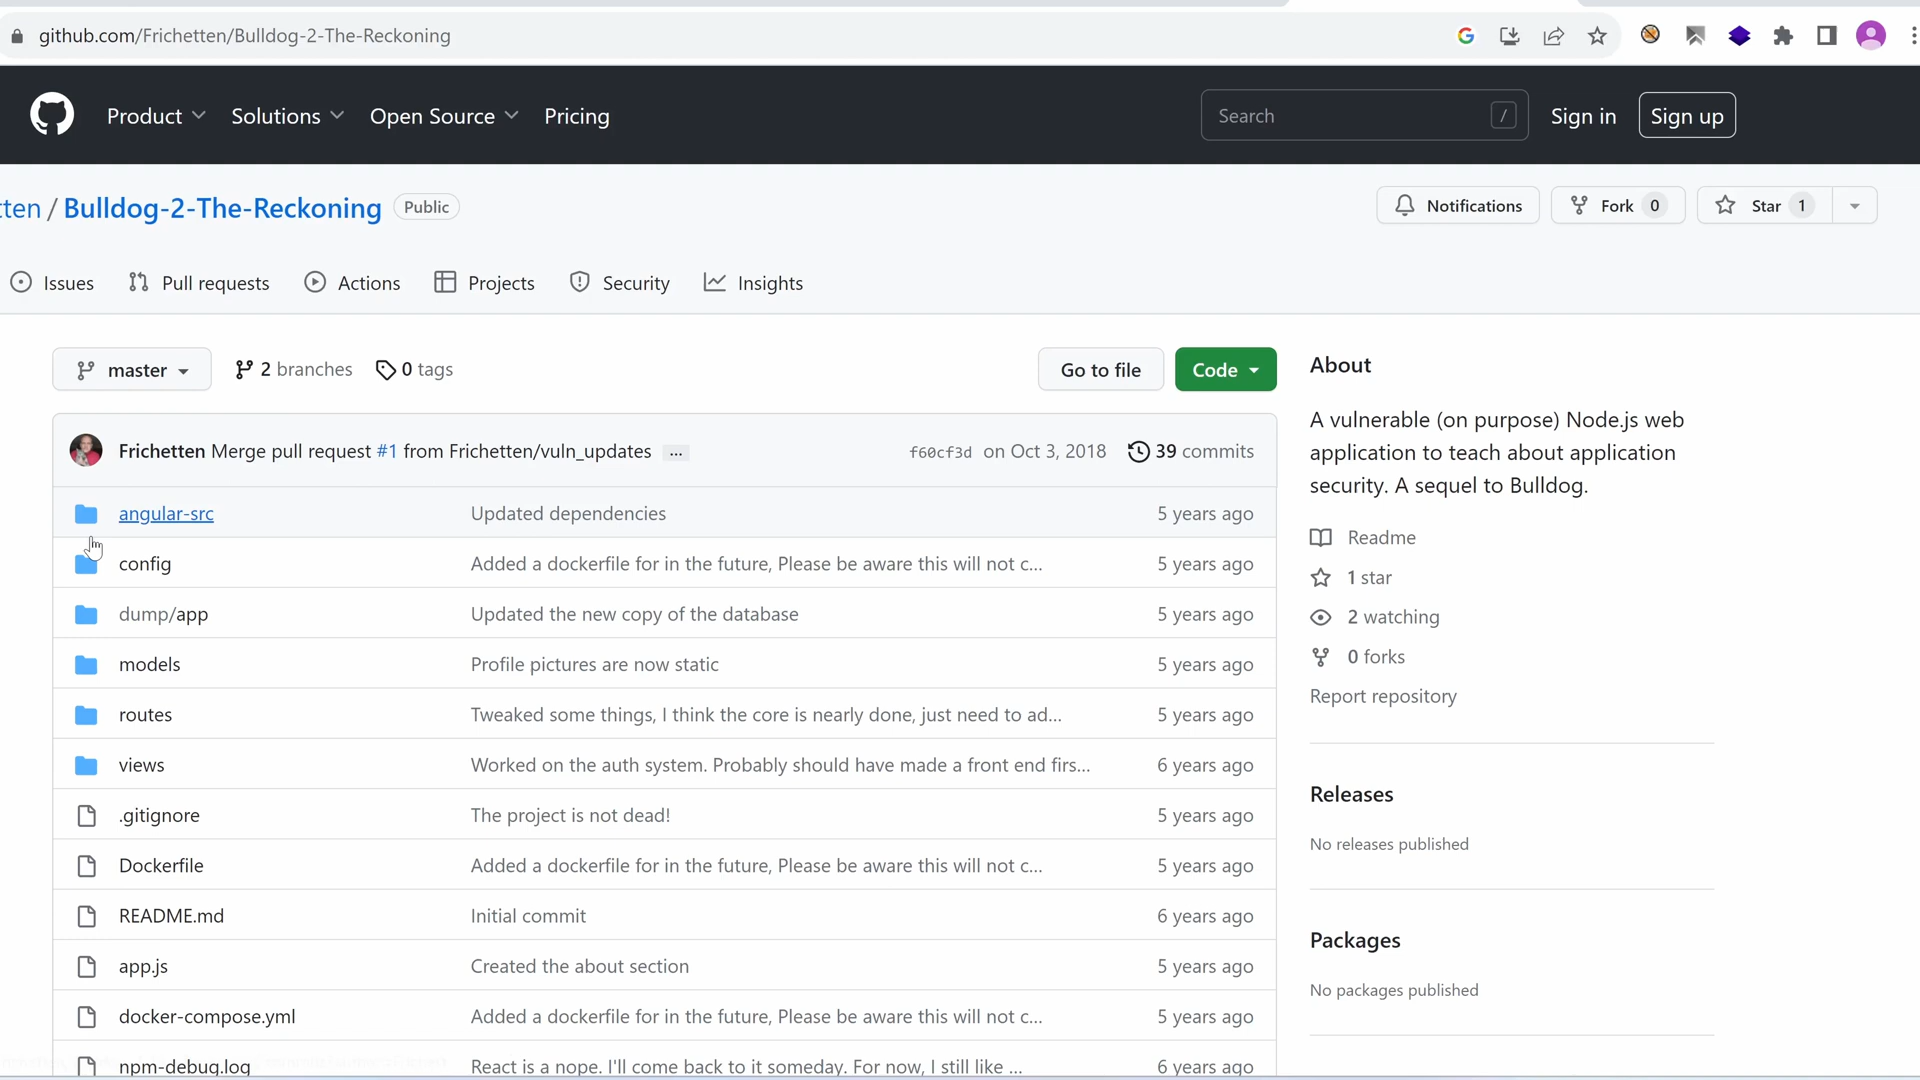 github.com/Frichetten/Bulldog-2-The-Reckoning
Product Solutions Open Source Pricing Search / Sign in Sign up
ten / Bulldog-2-The-Reckoning Public Notifications Fork 0 Star 1
Issues Pull requests Actions Projects Security Insights
master 2 branches 0 tags Go to file Code
Frichetten Merge pull request #1 from Frichetten/vuln_updates ... f60cf3d on Oct 3, 2018 39 commits
angular-src Updated dependencies 5 years ago
config Added a dockerfile for in the future, Please be aware this will not c... 5 years ago
dump/app Updated the new copy of the database 5 years ago
models Profile pictures are now static 5 years ago
routes Tweaked some things, I think the core is nearly done, just need to ad... 5 years ago
views Worked on the auth system. Probably should have made a front end firs... 6 years ago
.gitignore The project is not dead! 5 years ago
Dockerfile Added a dockerfile for in the future, Please be aware this will not c... 5 years ago
README.md Initial commit 6 years ago
app.js Created the about section 5 years ago
docker-compose.yml Added a dockerfile for in the future, Please be aware this will not c... 5 years ago
npm-debug.log React is a nope. I'll come back to it someday. For now, I still like ... 6 years ago
About
A vulnerable (on purpose) Node.js web
application to teach about application
security. A sequel to Bulldog.
Readme
1 star
2 watching
0 forks
Report repository
Releases
No releases published
Packages
No packages published